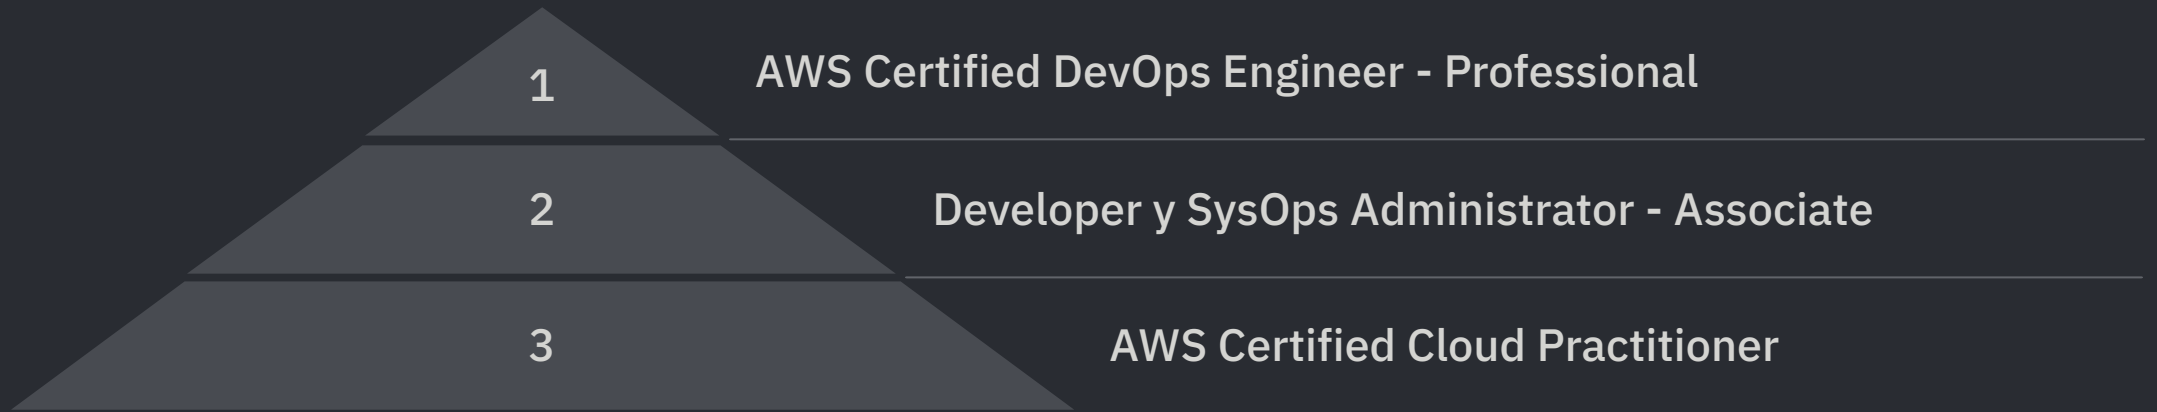 1
AWS Certified DevOps Engineer - Professional
2
Developer y SysOps Administrator - Associate
3
AWS Certified Cloud Practitioner